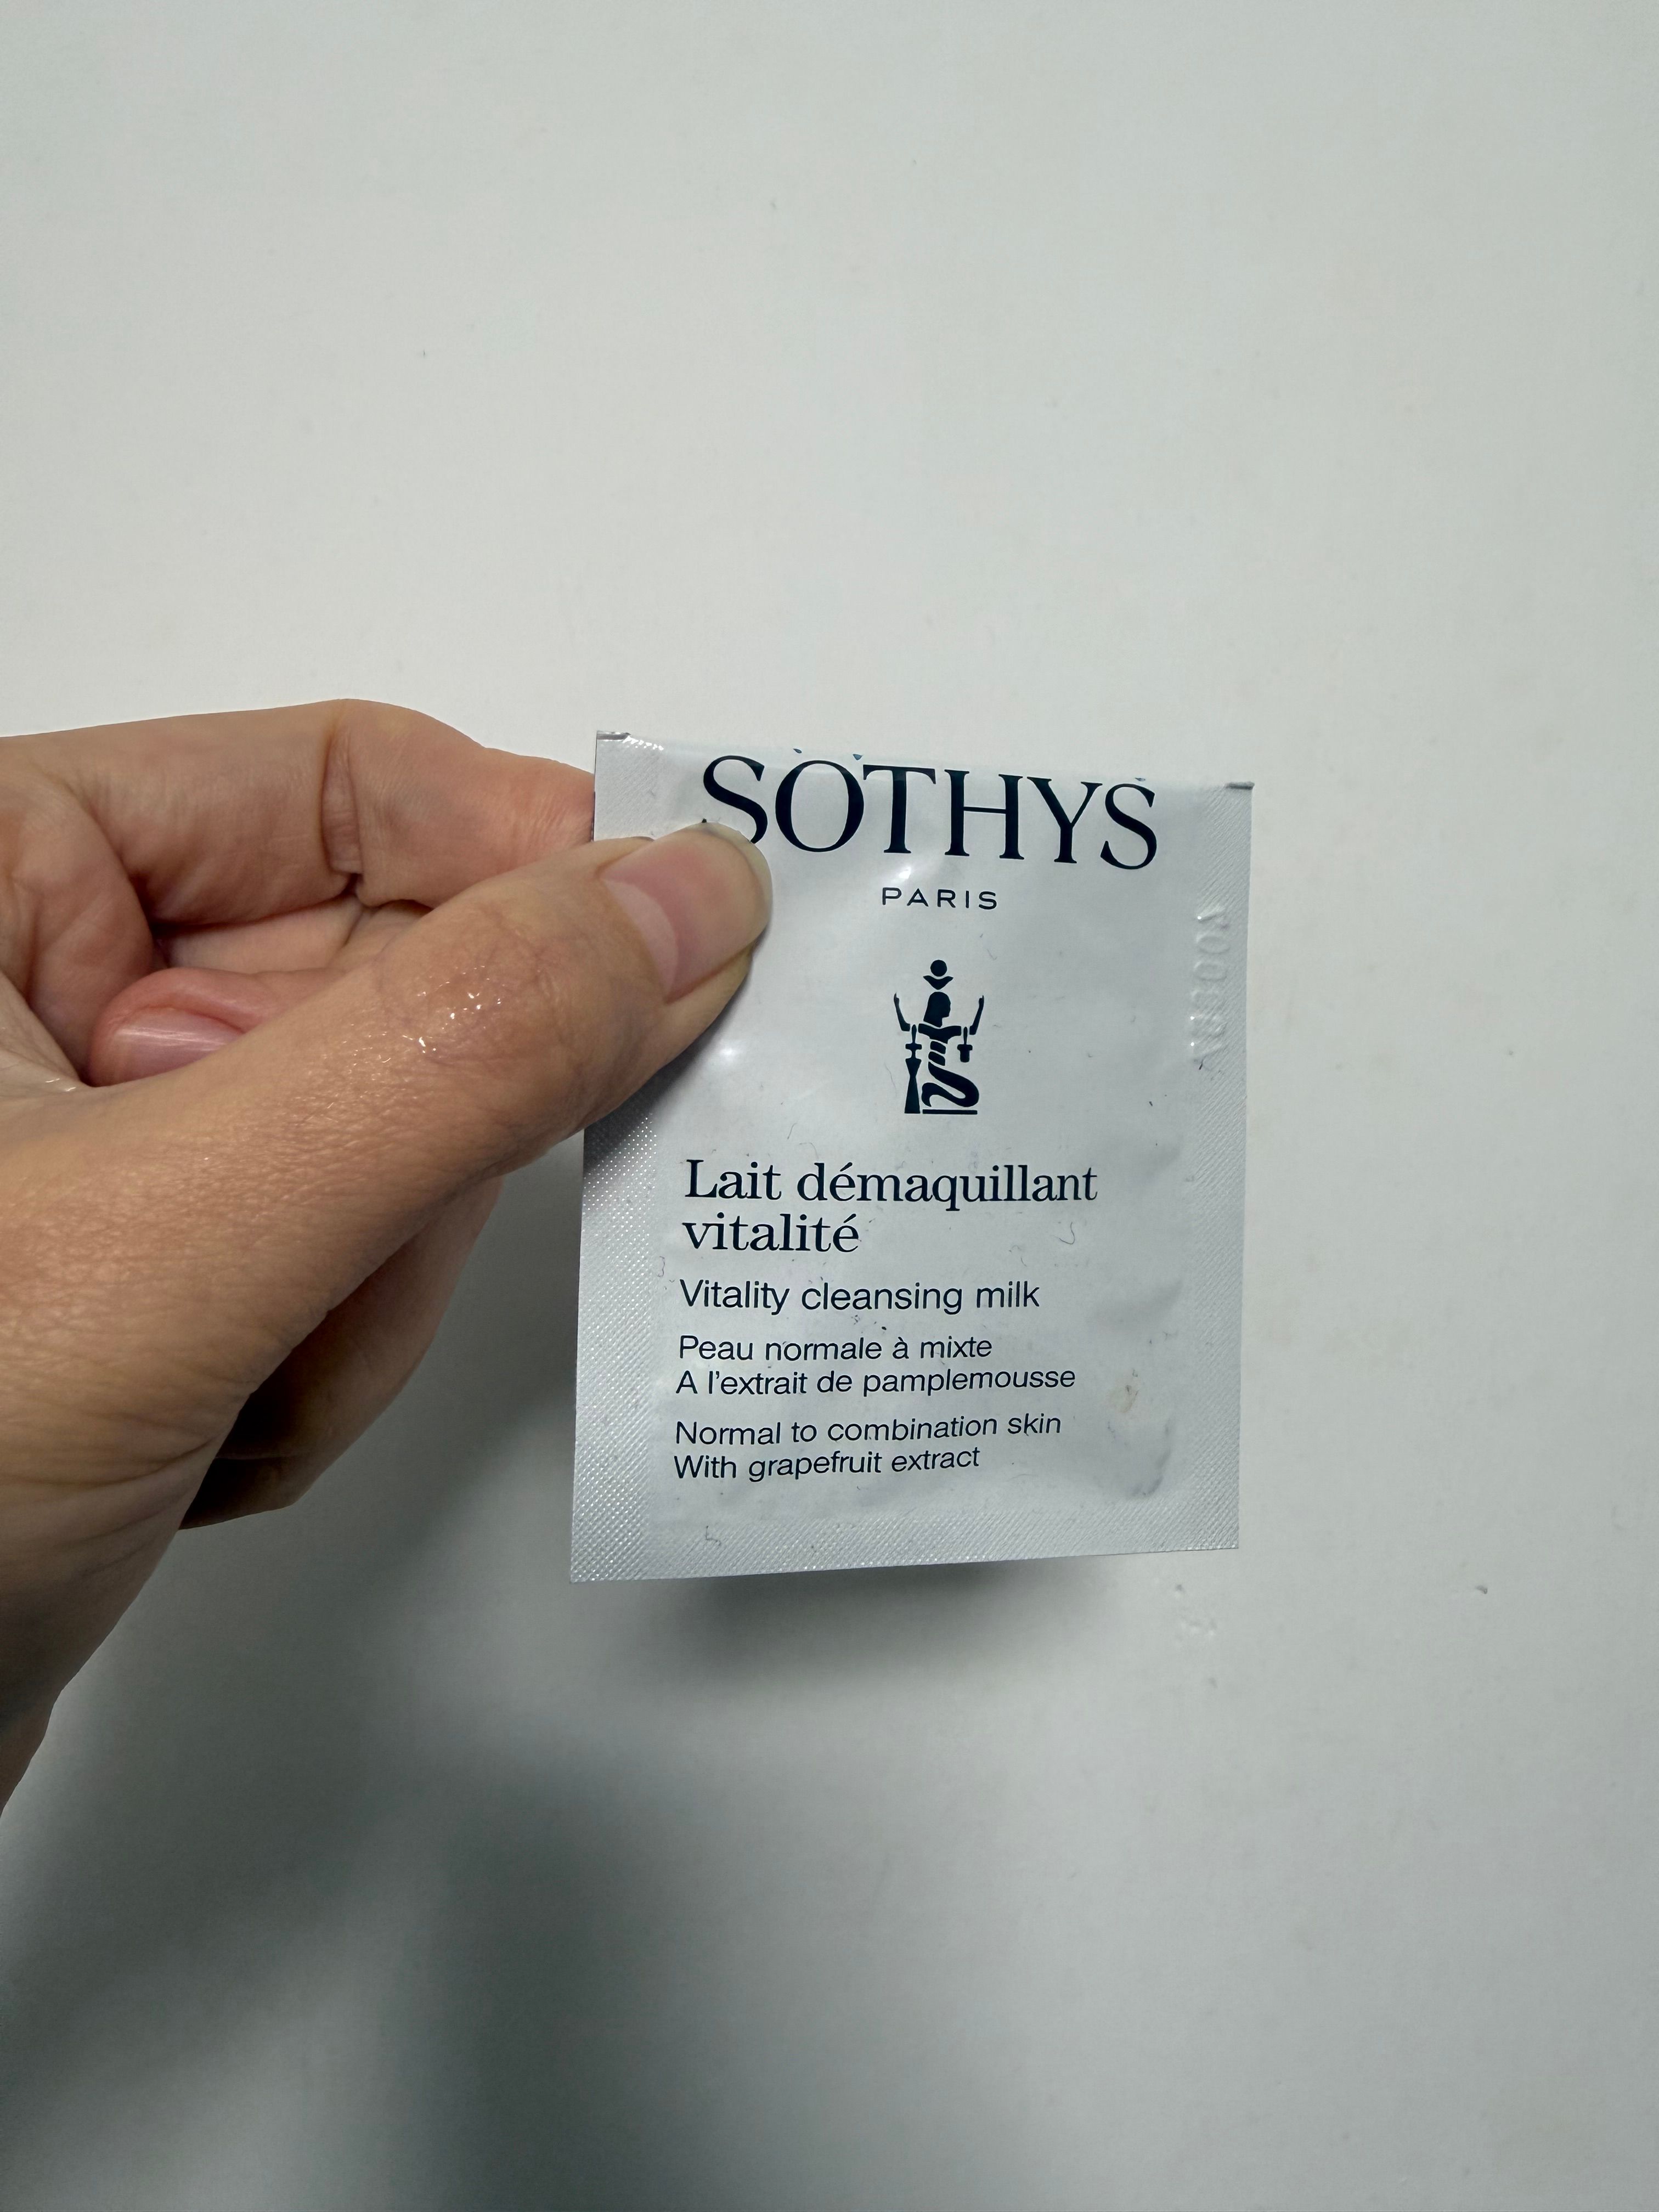 SOTHYS
PARIS
Lait démaquillant
vitalité
Vitality cleansing milk
Peau normale à mixte
A l'extrait de pamplemousse
Normal to combination skin
With grapefruit extract